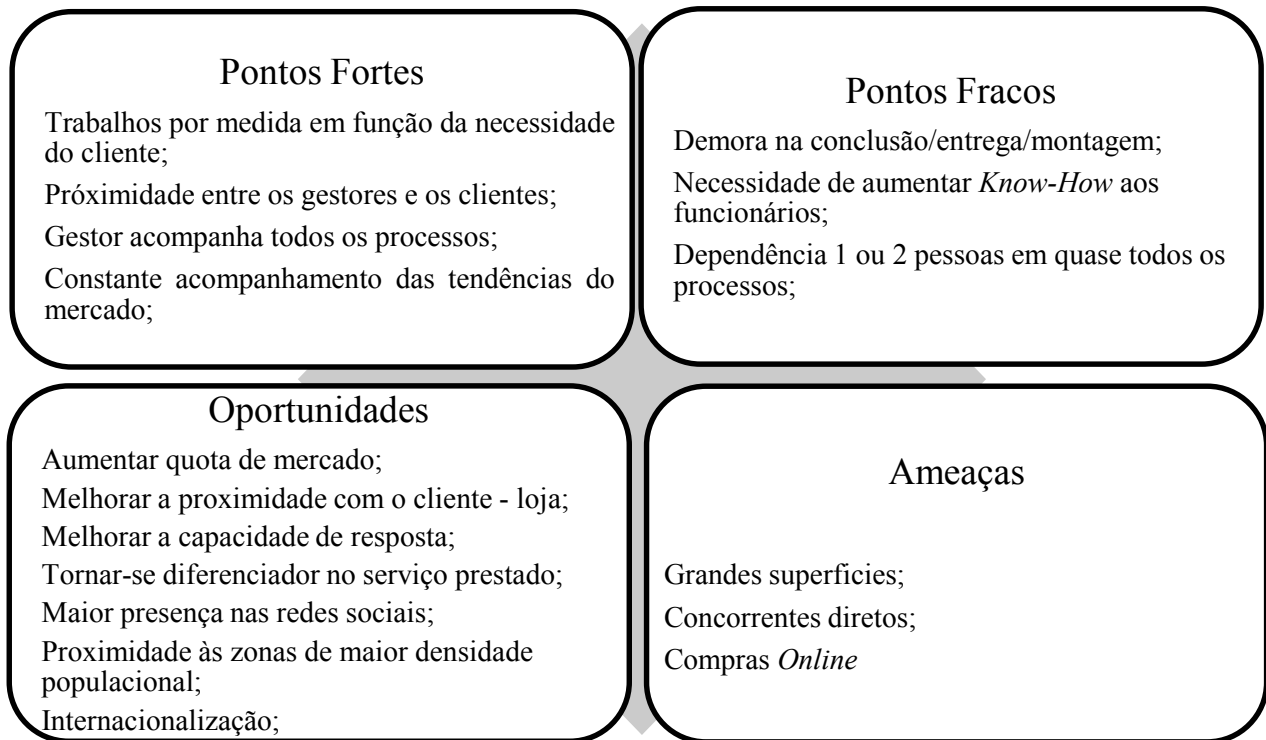 Pontos Fortes
Trabalhos por medida em função da necessidade
do cliente;
Próximidade entre os gestores e os clientes;
Gestor acompanha todos os processos;
Constante acompanhamento das tendências do
mercado;
Pontos Fracos
Demora na conclusão/entrega/montagem;
Necessidade de aumentar Know-How aos
funcionários;
Dependência 1 ou 2 pessoas em quase todos os
processos;
Oportunidades
Aumentar quota de mercado;
Melhorar a proximidade com o cliente - loja;
Melhorar a capacidade de resposta;
Tornar-se diferenciador no serviço prestado;
Maior presença nas redes sociais;
Proximidade às zonas de maior densidade
populacional;
Internacionalização;
Ameaças
Grandes superficies;
Concorrentes diretos;
Compras Online